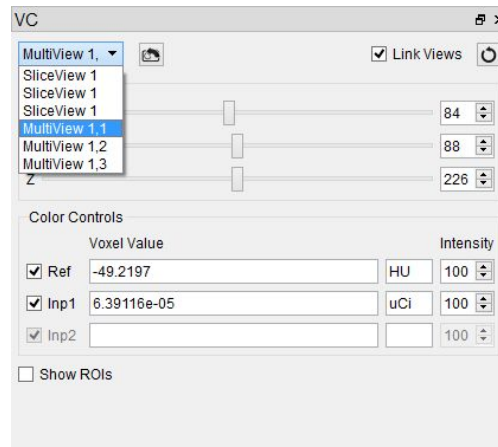 VC
MultiView 1,
Link Views
SliceView 1
SliceView 1
SliceView 1
MultiView 1,1
MultiView 1,2
MultiView 1,3
84
88
Z
226
Color Controls
Voxel Value
Intensity
Ref
-49.2197
HU
100
Inp1
6.39116e-05
uCi
100
Inp2
100
Show ROIs